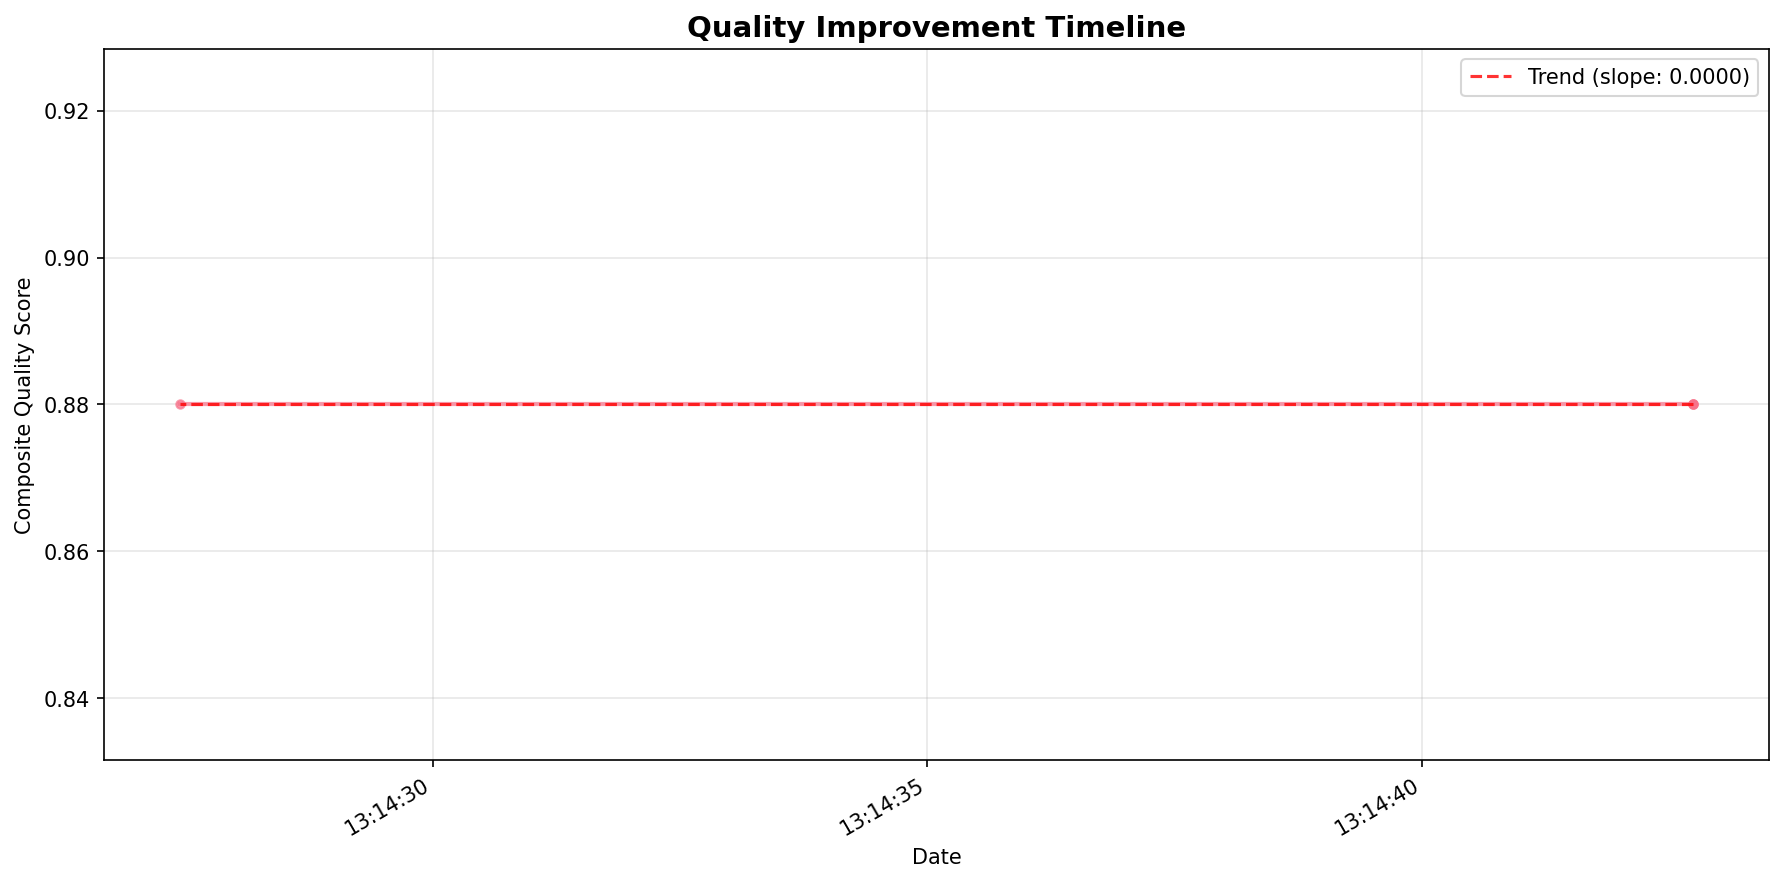 Quality Improvement Timeline
Trend (slope: 0.0000)
Composite Quality Score
0.92
0.90
0.88
0.86
0.84
13:14:30
13:14:35
13:14:40
Date